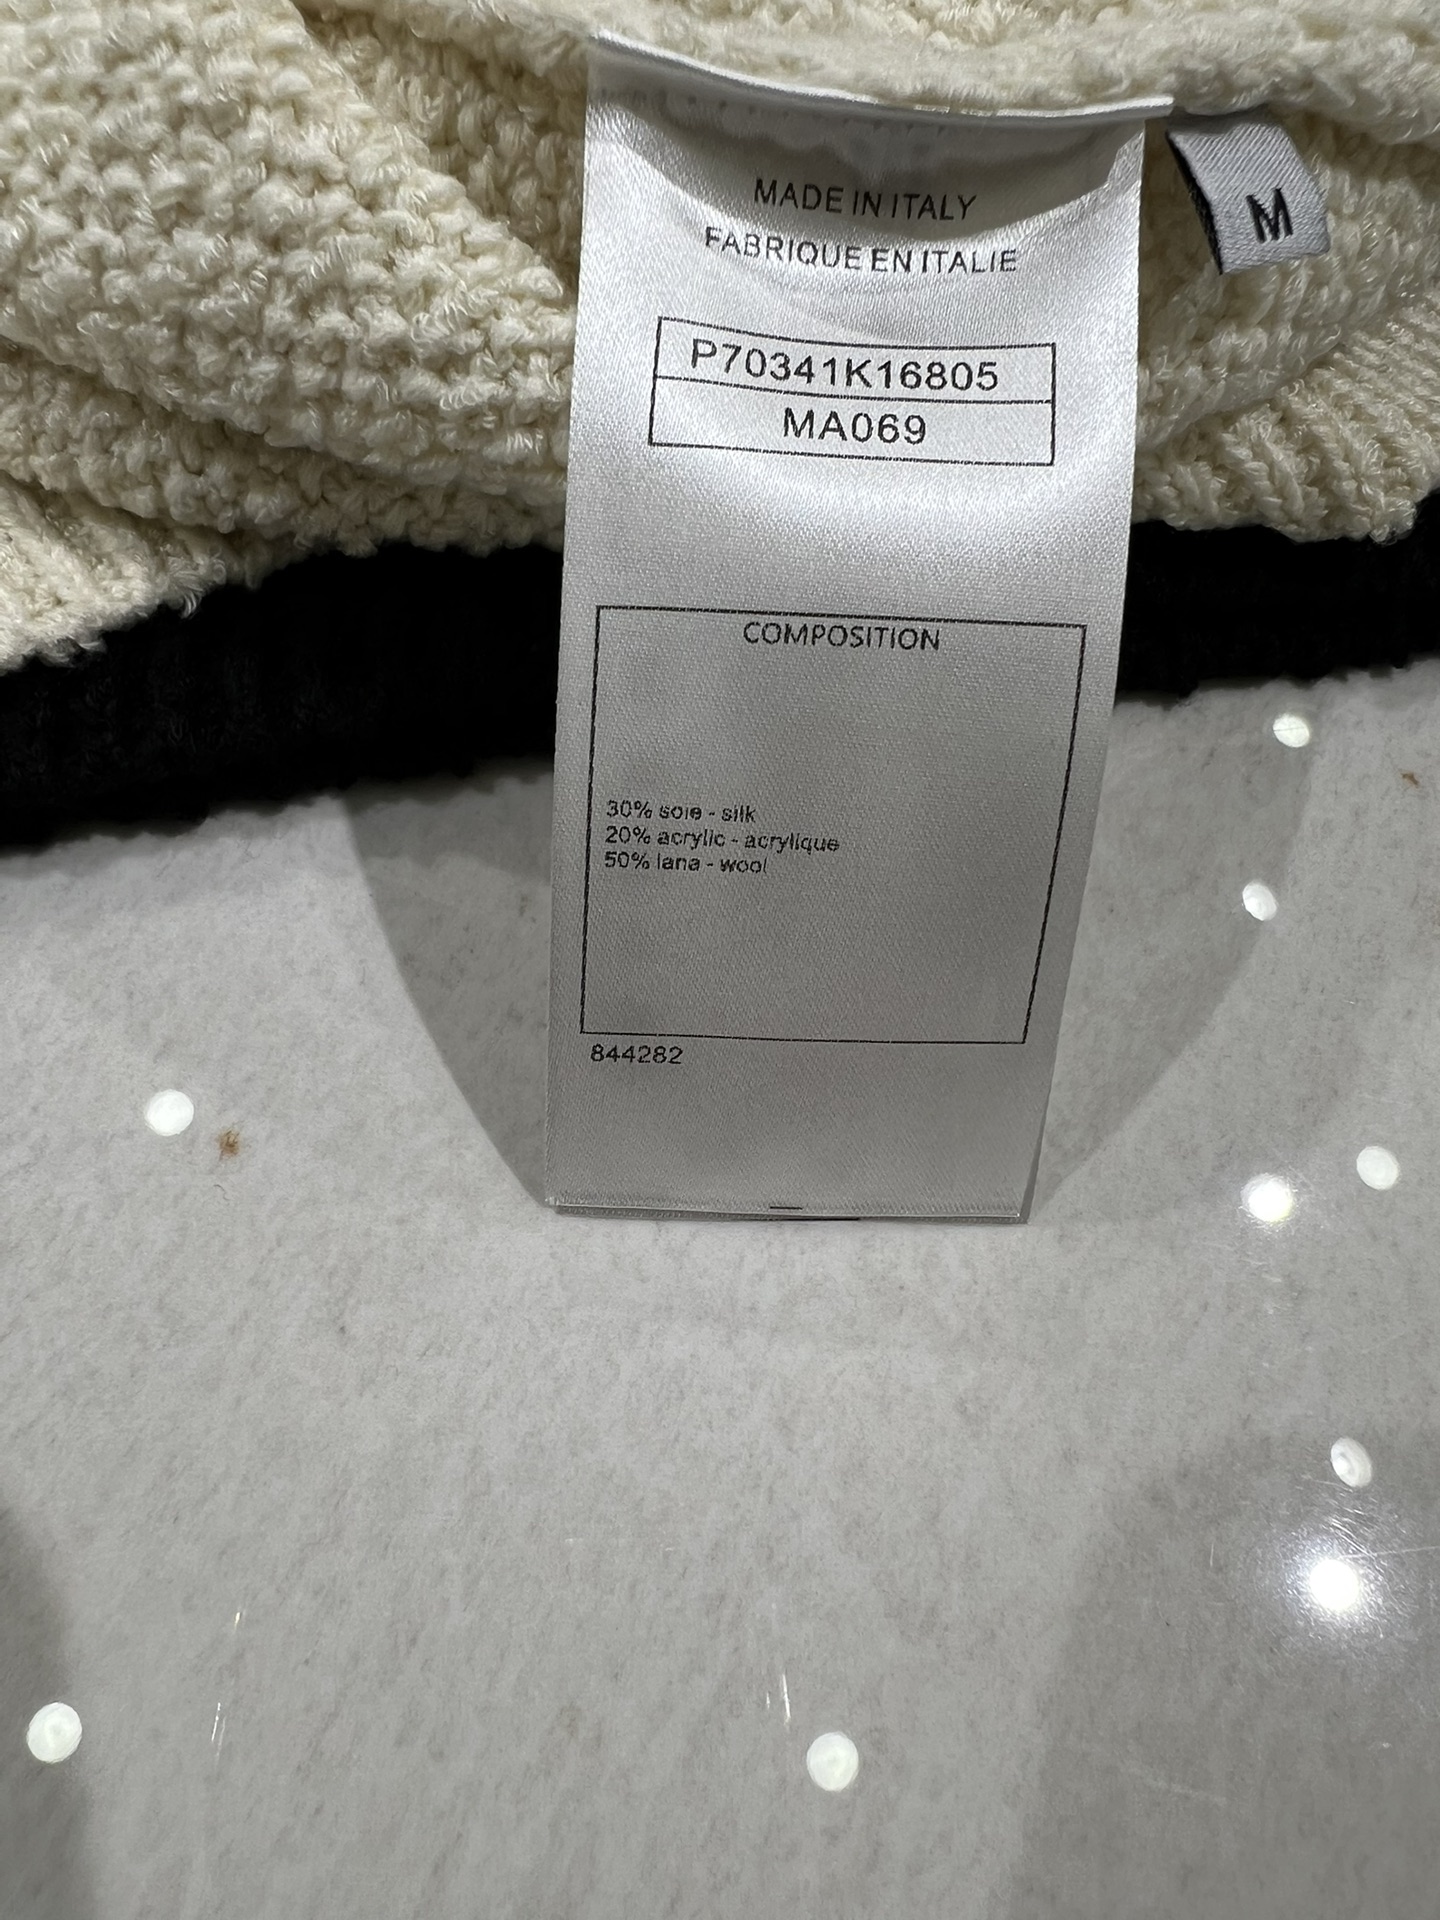 MADE IN ITALY
FABRIQUE EN ITALIE
M
P70341K16805
MA069
COMPOSITION
30% soie - silk
20% acrylic - acrylique
50% lana - wool
844282